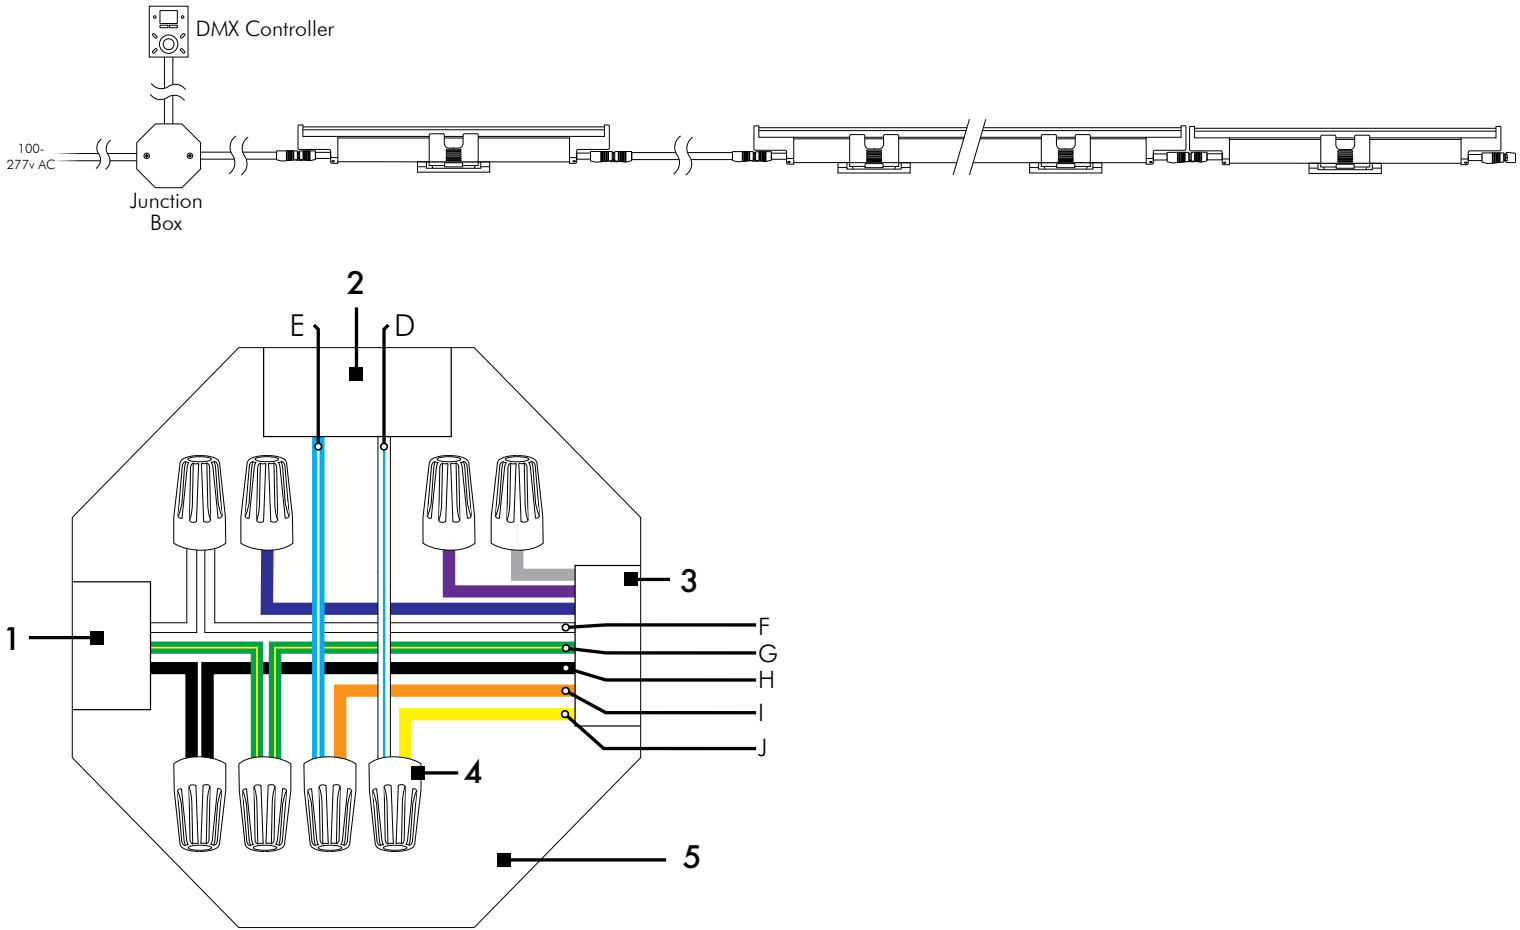 DMX Controller
100-
277v AC
Junction
Box
2
E
D
3
1
F
G
H
I
J
4
5